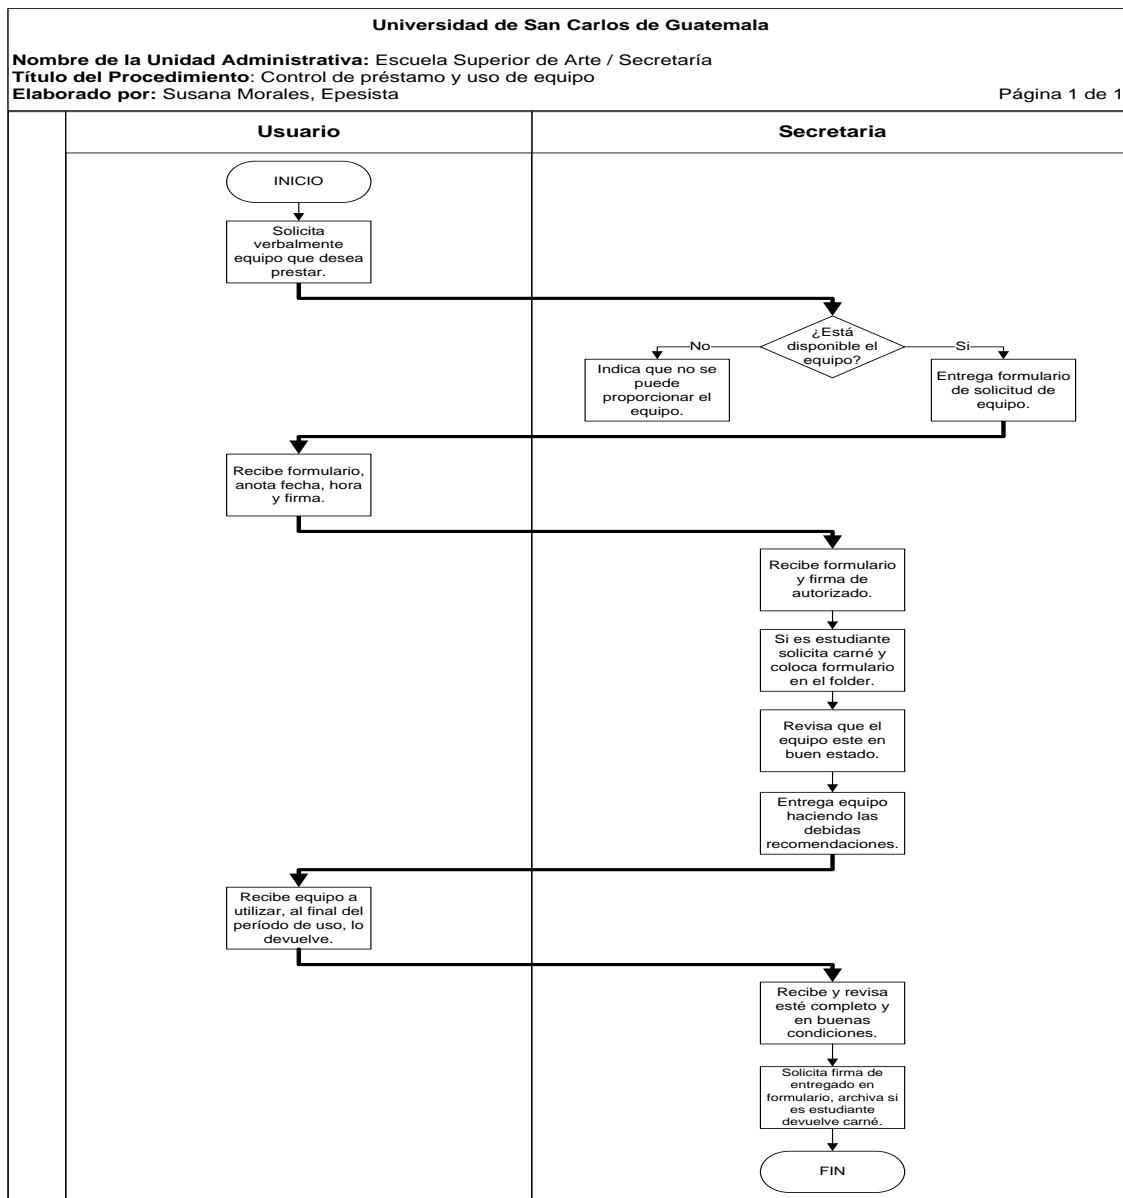 Universidad de San Carlos de Guatemala
Nombre de la Unidad Administrativa: Escuela Superior de Arte / Secretaría
Título del Procedimiento: Control de préstamo y uso de equipo
Elaborado por: Susana Morales, Epesista
Página 1 de 1
Usuario
Secretaria
INICIO
Solicita
verbalmente
equipo que desea
prestar.
¿Está
disponible el
equipo?
No
Si
Indica que no se
puede
proporcionar el
equipo.
Entrega formulario
de solicitud de
equipo.
Recibe formulario,
anota fecha, hora
y firma.
Recibe formulario
y firma de
autorizado.
Si es estudiante
solicita carné y
coloca formulario
en el folder.
Revisa que el
equipo este en
buen estado.
Entrega equipo
haciendo las
debidas
recomendaciones.
Recibe equipo a
utilizar, al final del
período de uso, lo
devuelve.
Recibe y revisa
esté completo y
en buenas
condiciones.
Solicita firma de
entregado en
formulario, archiva si
es estudiante
devuelve carné.
FIN